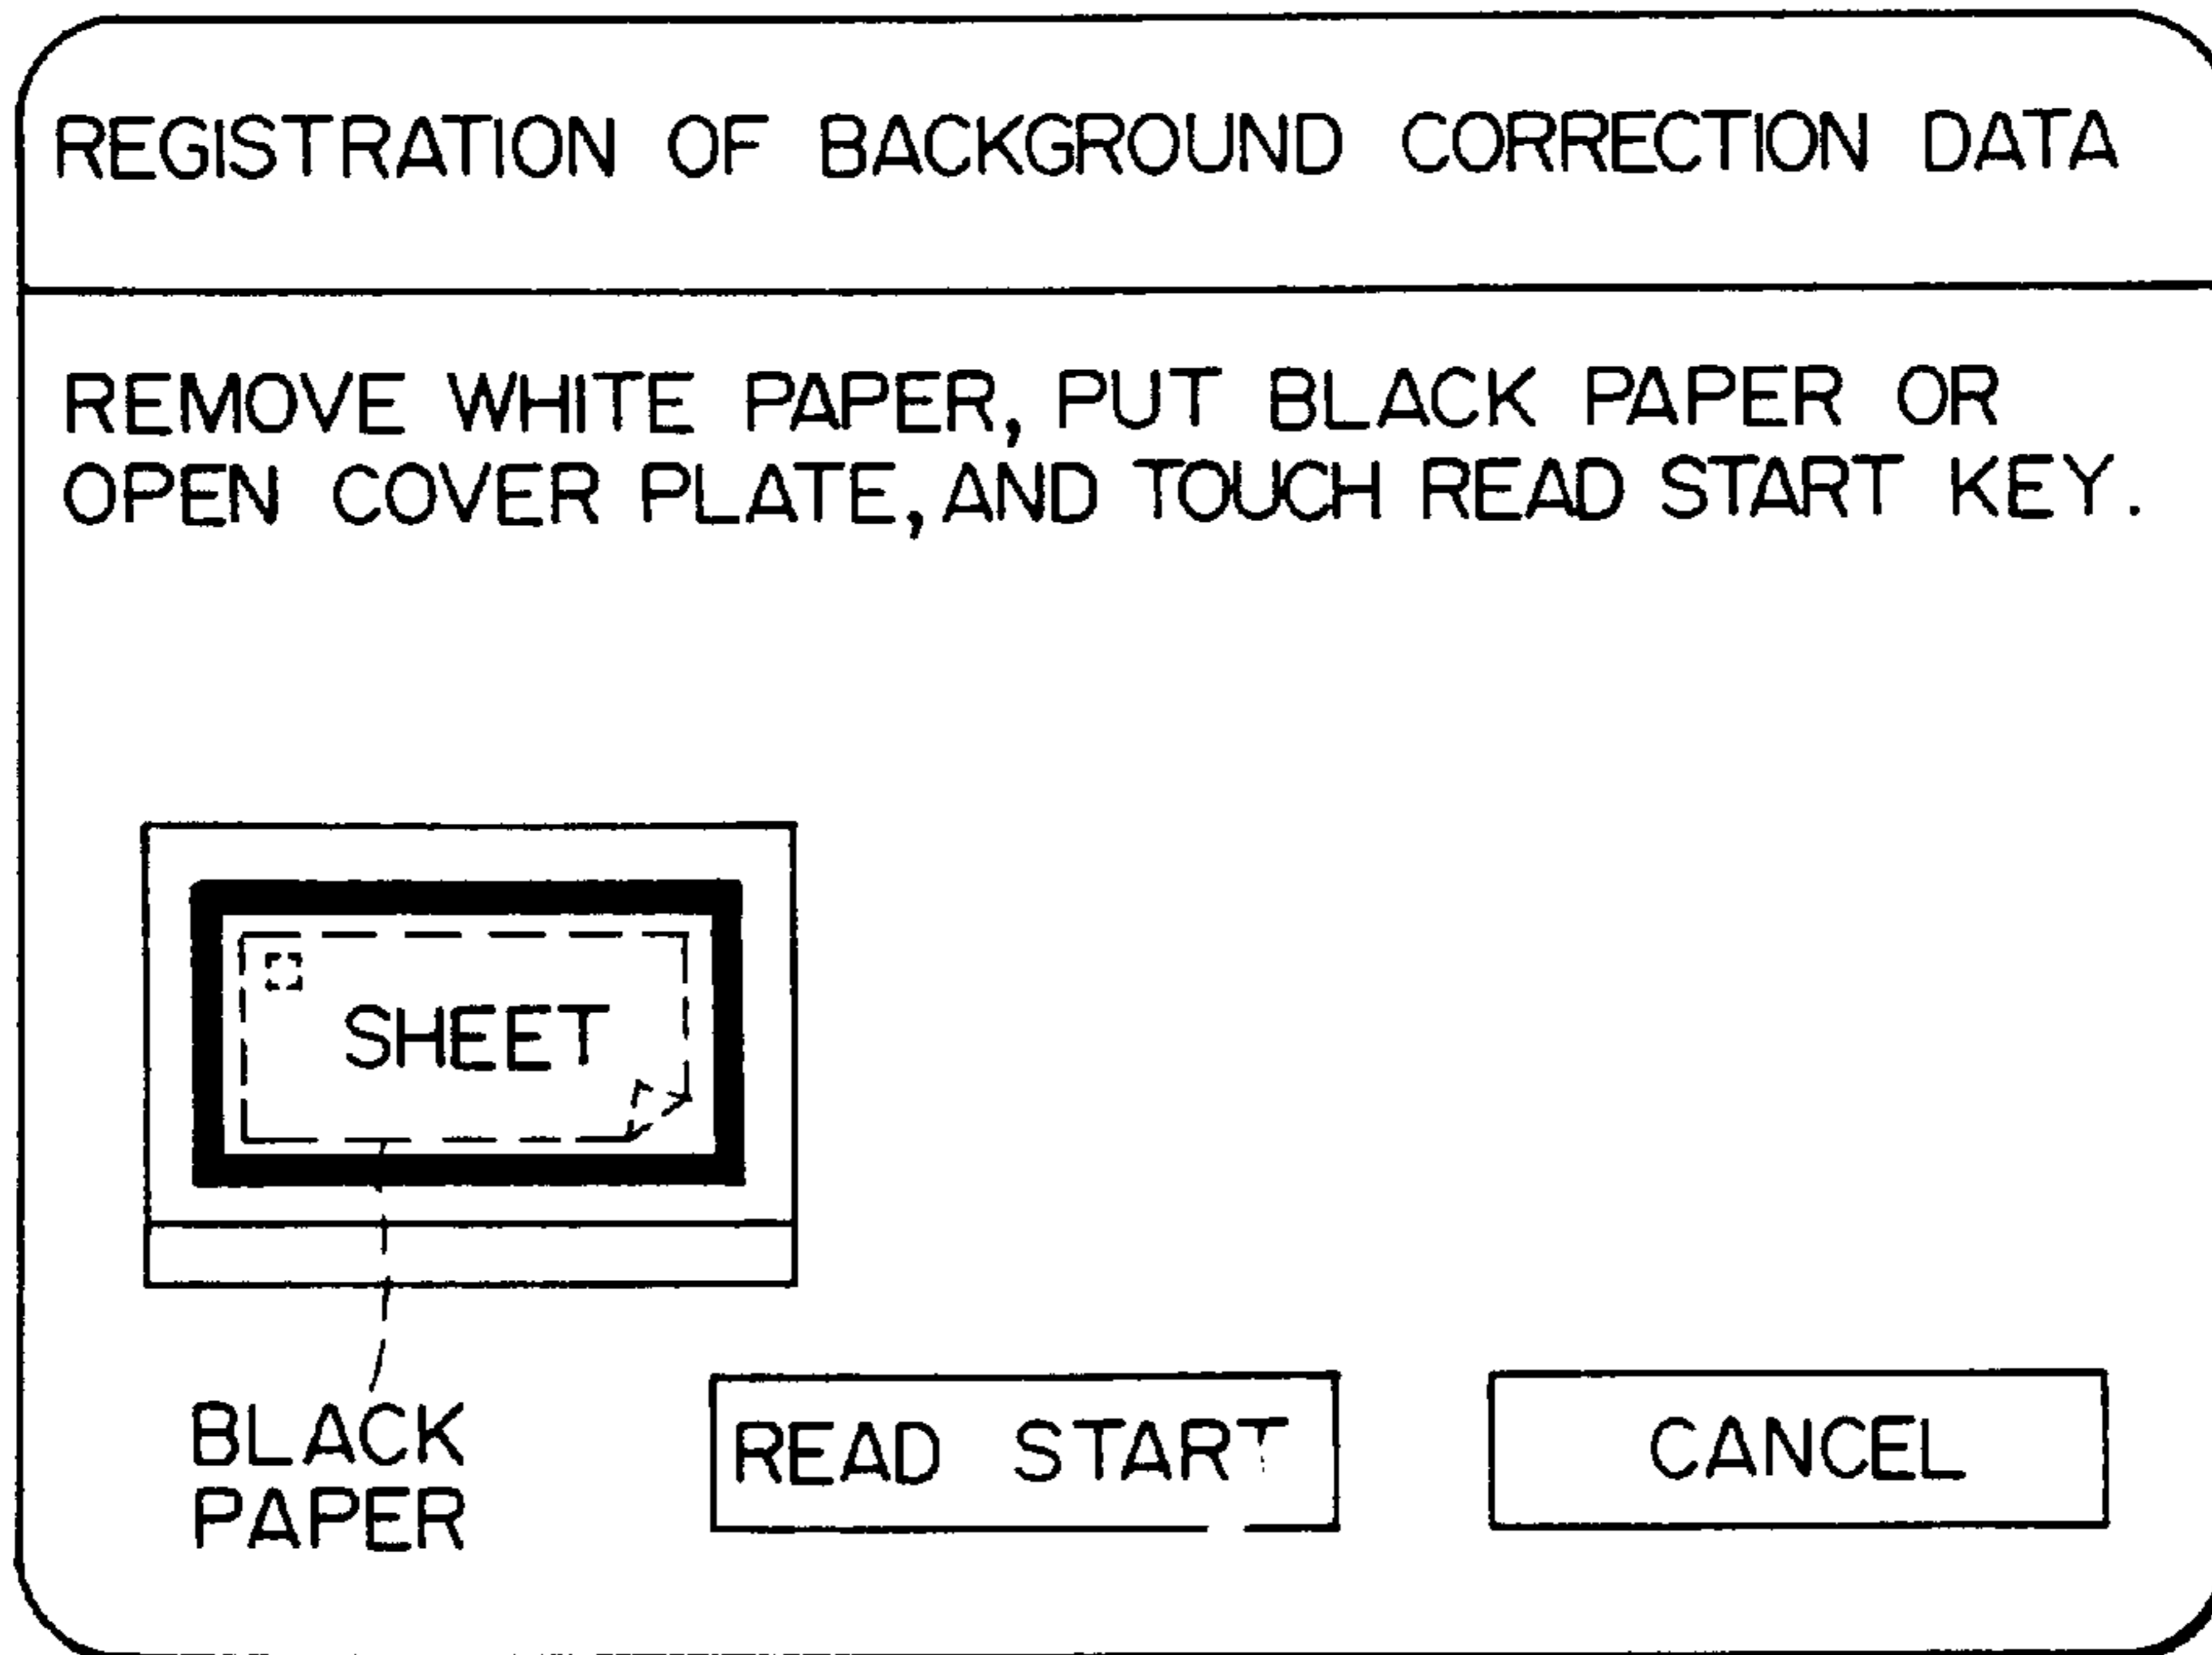 REGISTRATION OF BACKGROUND CORRECTION DATA
REMOVE WHITE PAPER, PUT BLACK PAPER OR
OPEN COVER PLATE, AND TOUCH READ START KEY.
SHEET
BLACK
PAPER
READ START
CANCEL